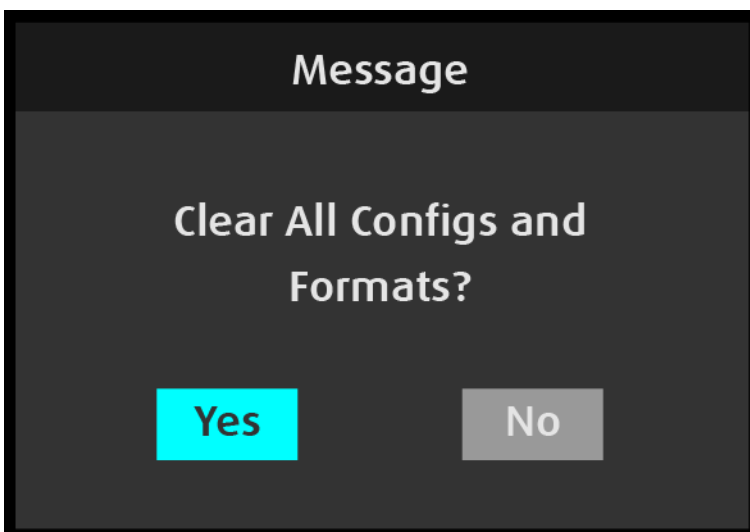 Message
Clear All Configs and
Formats?
Yes
No